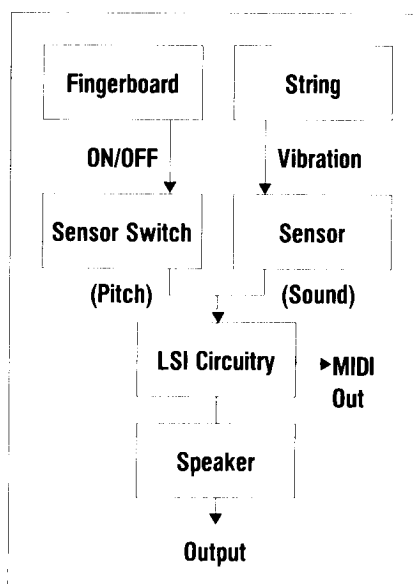 Fingerboard
String
ON/OFF
Vibration
Sensor Switch
Sensor
(Pitch)
(Sound)
LSI Circuitry
MIDI
Out
Speaker
Output